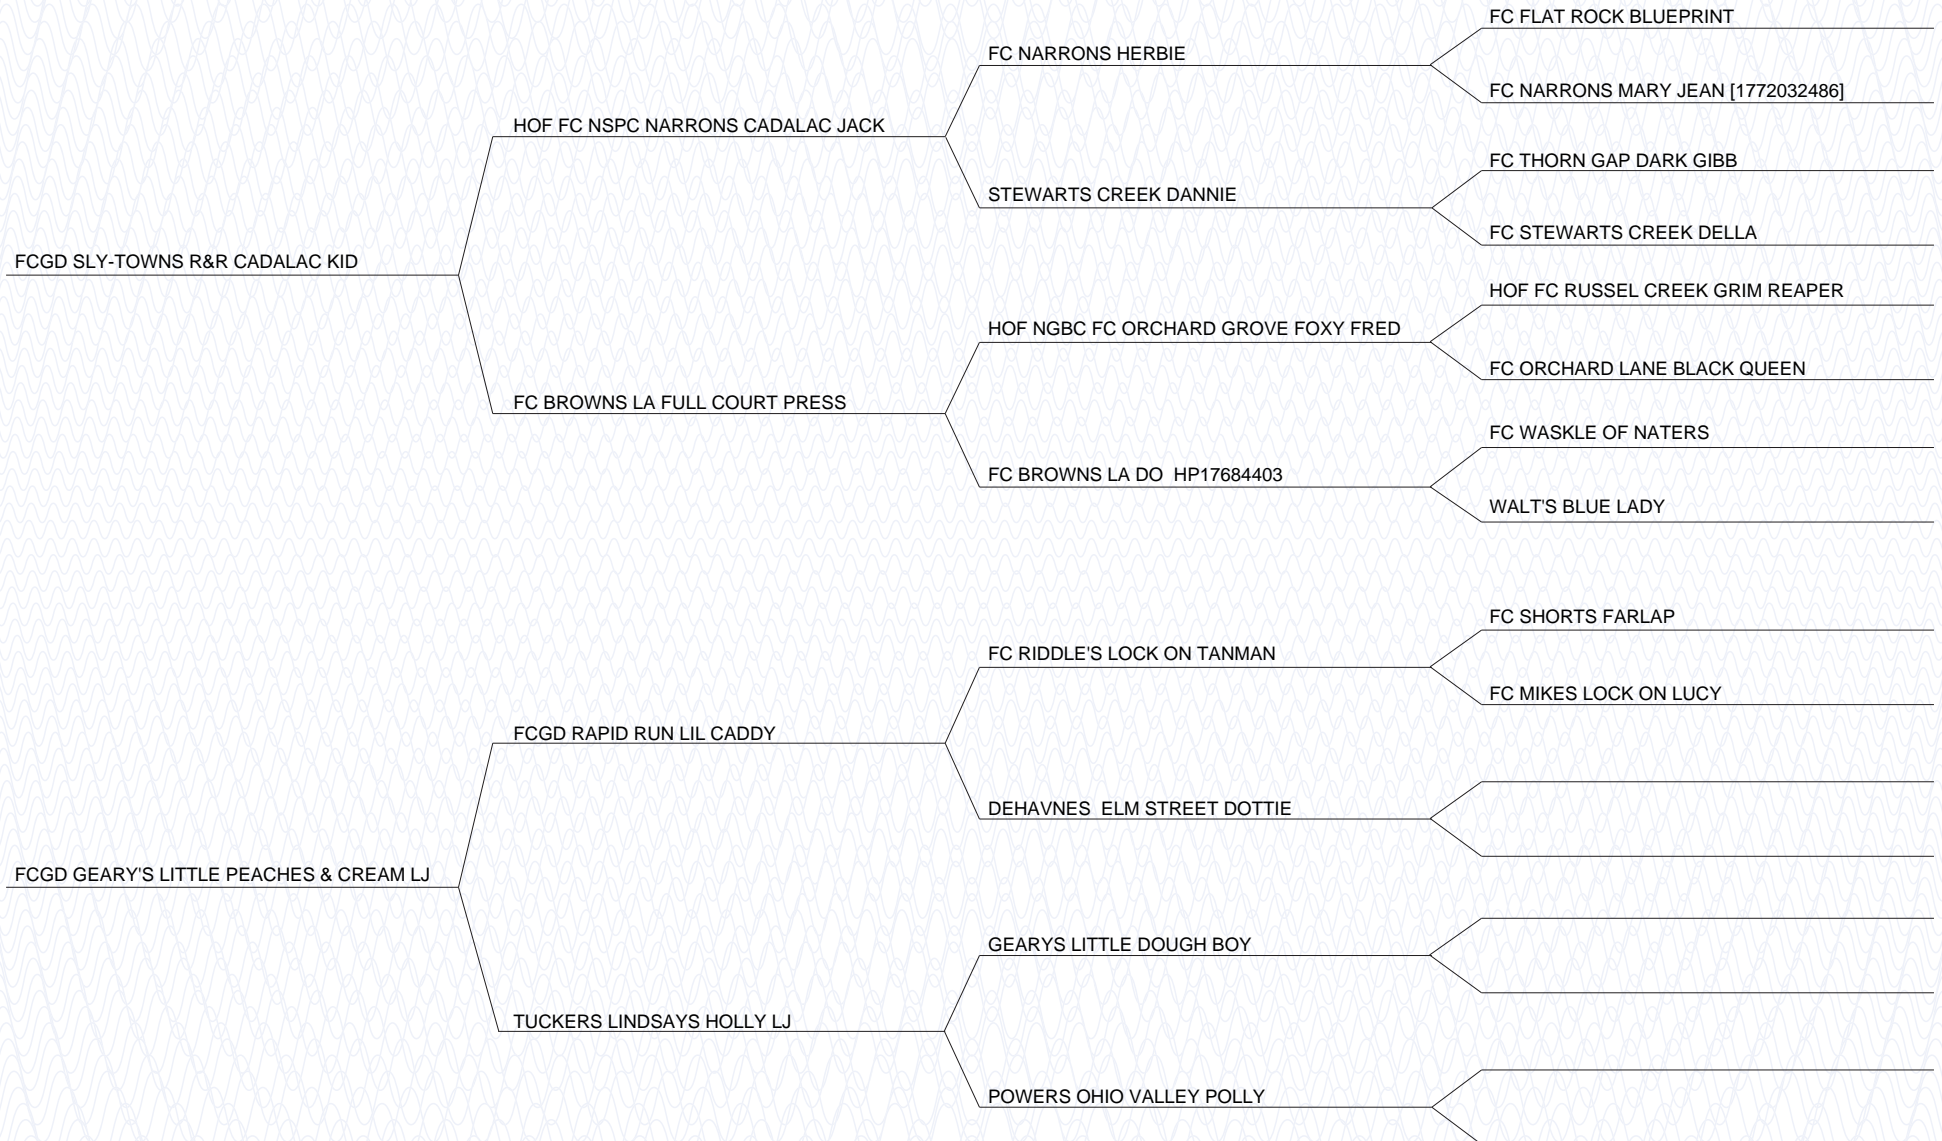 FC FLAT ROCK BLUEPRINT
FC NARRONS HERBIE
FC NARRONS MARY JEAN [1772032486]
HOF FC NSPC NARRONS CADALAC JACK
FC THORN GAP DARK GIBB
STEWARTS CREEK DANNIE
FC STEWARTS CREEK DELLA
FCGD SLY-TOWNS R&R CADALAC KID
HOF FC RUSSEL CREEK GRIM REAPER
HOF NGBC FC ORCHARD GROVE FOXY FRED
FC ORCHARD LANE BLACK QUEEN
FC BROWNS LA FULL COURT PRESS
FC WASKLE OF NATERS
FC BROWNS LA DO  HP17684403
WALT'S BLUE LADY
FC SHORTS FARLAP
FC RIDDLE'S LOCK ON TANMAN
FC MIKES LOCK ON LUCY
FCGD RAPID RUN LIL CADDY
DEHAVNES  ELM STREET DOTTIE
FCGD GEARY'S LITTLE PEACHES & CREAM LJ
GEARYS LITTLE DOUGH BOY
TUCKERS LINDSAYS HOLLY LJ
POWERS OHIO VALLEY POLLY